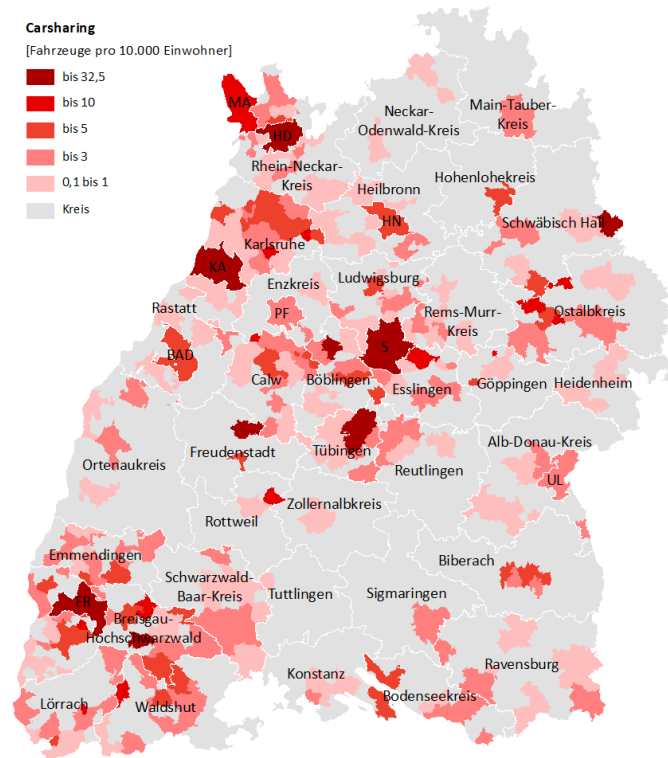 Carsharing
[Fahrzeuge pro 10.000 Einwohner]
bis 32,5
bis 10
bis 5
bis 3
0,1 bis 1
Kreis
MA
HD
Neckar-
Odenwald-Kreis
Main-Tauber-
Kreis
Rhein-Neckar-
Kreis
Heilbronn
Hohenlohekreis
HN
Schwäbisch Hall
Karlsruhe
KA
Enzkreis
Ludwigsburg
Rastatt
PF
Rems-Murr-
Kreis
Ostalbkreis
BAD
S
Calw
Böblingen
Esslingen
Göppingen
Heidenheim
Freudenstadt
Tübingen
Reutlingen
Alb-Donau-Kreis
UL
Ortenaukreis
Rottweil
Zollernalbkreis
Emmendingen
Schwarzwald-
Baar-Kreis
Tuttlingen
Sigmaringen
Biberach
FR
Breisgau-
Hochschwarzwald
Konstanz
Ravensburg
Bodenseekreis
Lörrach
Waldshut